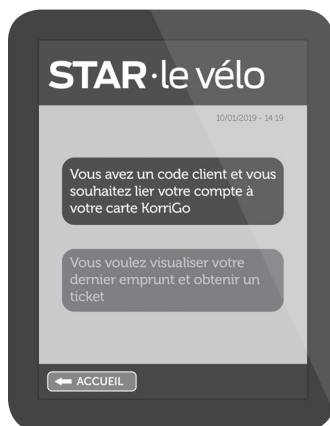 STAR·le vélo
10/01/2019 - 14:19
Vous avez un code client et vous
souhaitez lier votre compte à
votre carte KorriGo
Vous voulez visualiser votre
dernier emprunt et obtenir un
ticket
ACCUEIL